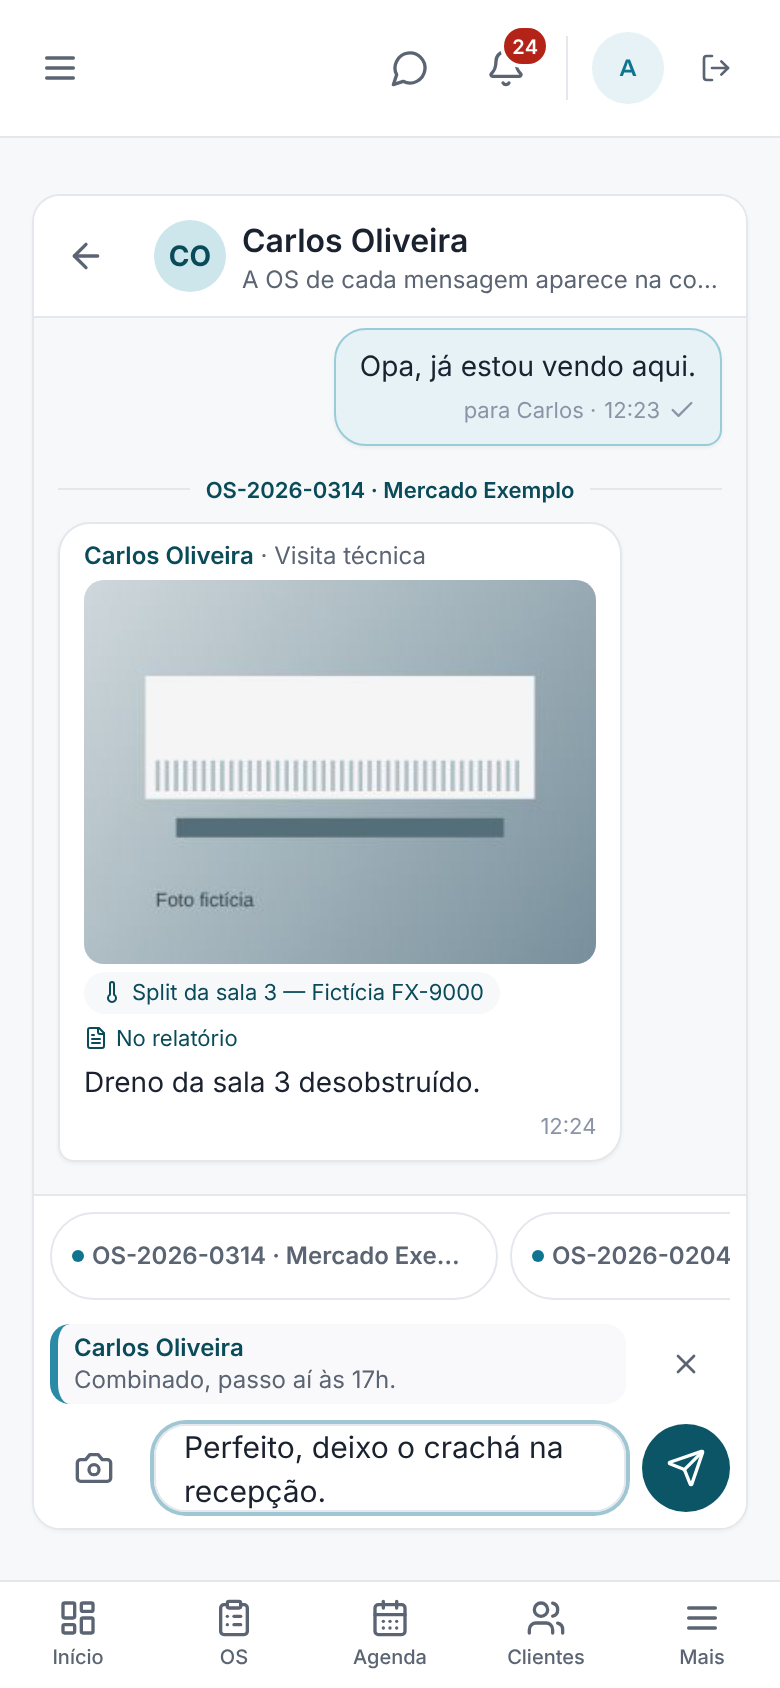 24
A
CO
Carlos Oliveira
A OS de cada mensagem aparece na co...
Opa, já estou vendo aqui.
para Carlos · 12:23
OS-2026-0314 · Mercado Exemplo
Carlos Oliveira · Visita técnica
Foto fictícia
Split da sala 3 — Fictícia FX-9000
No relatório
Dreno da sala 3 desobstruído.
12:24
OS-2026-0314 · Mercado Exe...
OS-2026-0204
Carlos Oliveira
Combinado, passo aí às 17h.
Perfeito, deixo o crachá na
recepção.
Início
OS
Agenda
Clientes
Mais